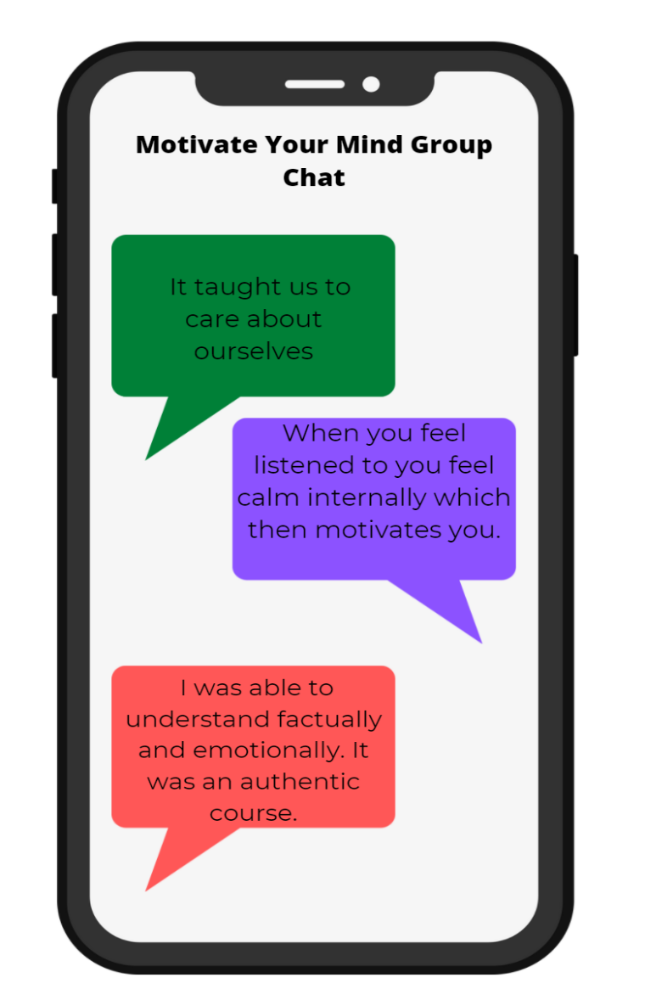 Motivate Your Mind Group
Chat
It taught us to
care about
ourselves
When you feel
listened to you feel
calm internally which
then motivates you.
I was able to
understand factually
and emotionally. It
was an authentic
course.